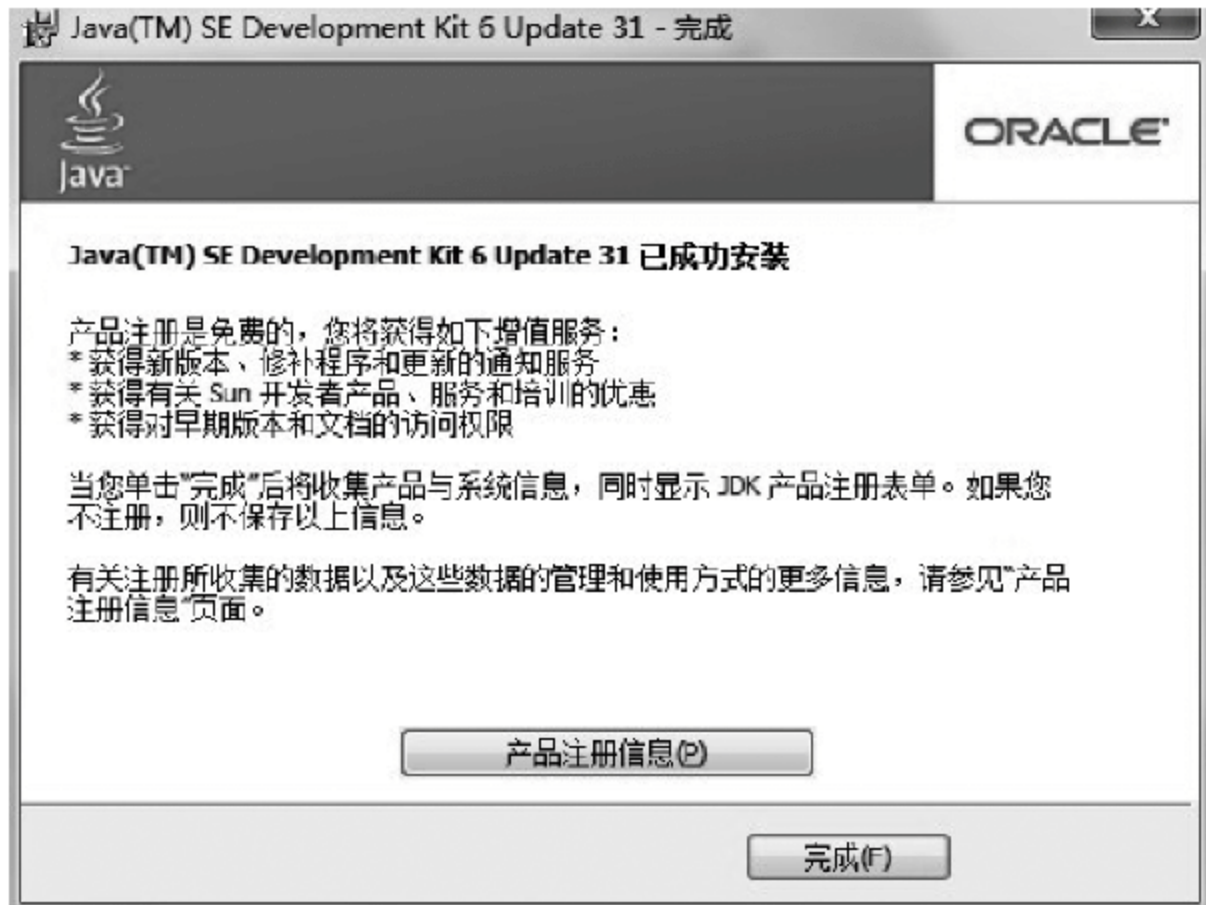 Java(TM) SE Development Kit 6 Update 31 - 完成
Java™
ORACLE®
Java(TM) SE Development Kit 6 Update 31 已成功安装
产品注册是免费的，您将获得如下增值服务：
* 获得新版本、修补程序和更新的通知服务
* 获得有关 Sun 开发者产品、服务和培训的优惠
* 获得对早期版本和文档的访问权限
当您单击"完成"后将收集产品与系统信息，同时显示 JDK 产品注册表单。如果您
不注册，则不保存以上信息。
有关注册所收集的数据以及这些数据的管理和使用方式的更多信息，请参见"产品
注册信息"页面。
产品注册信息(P)
完成(F)